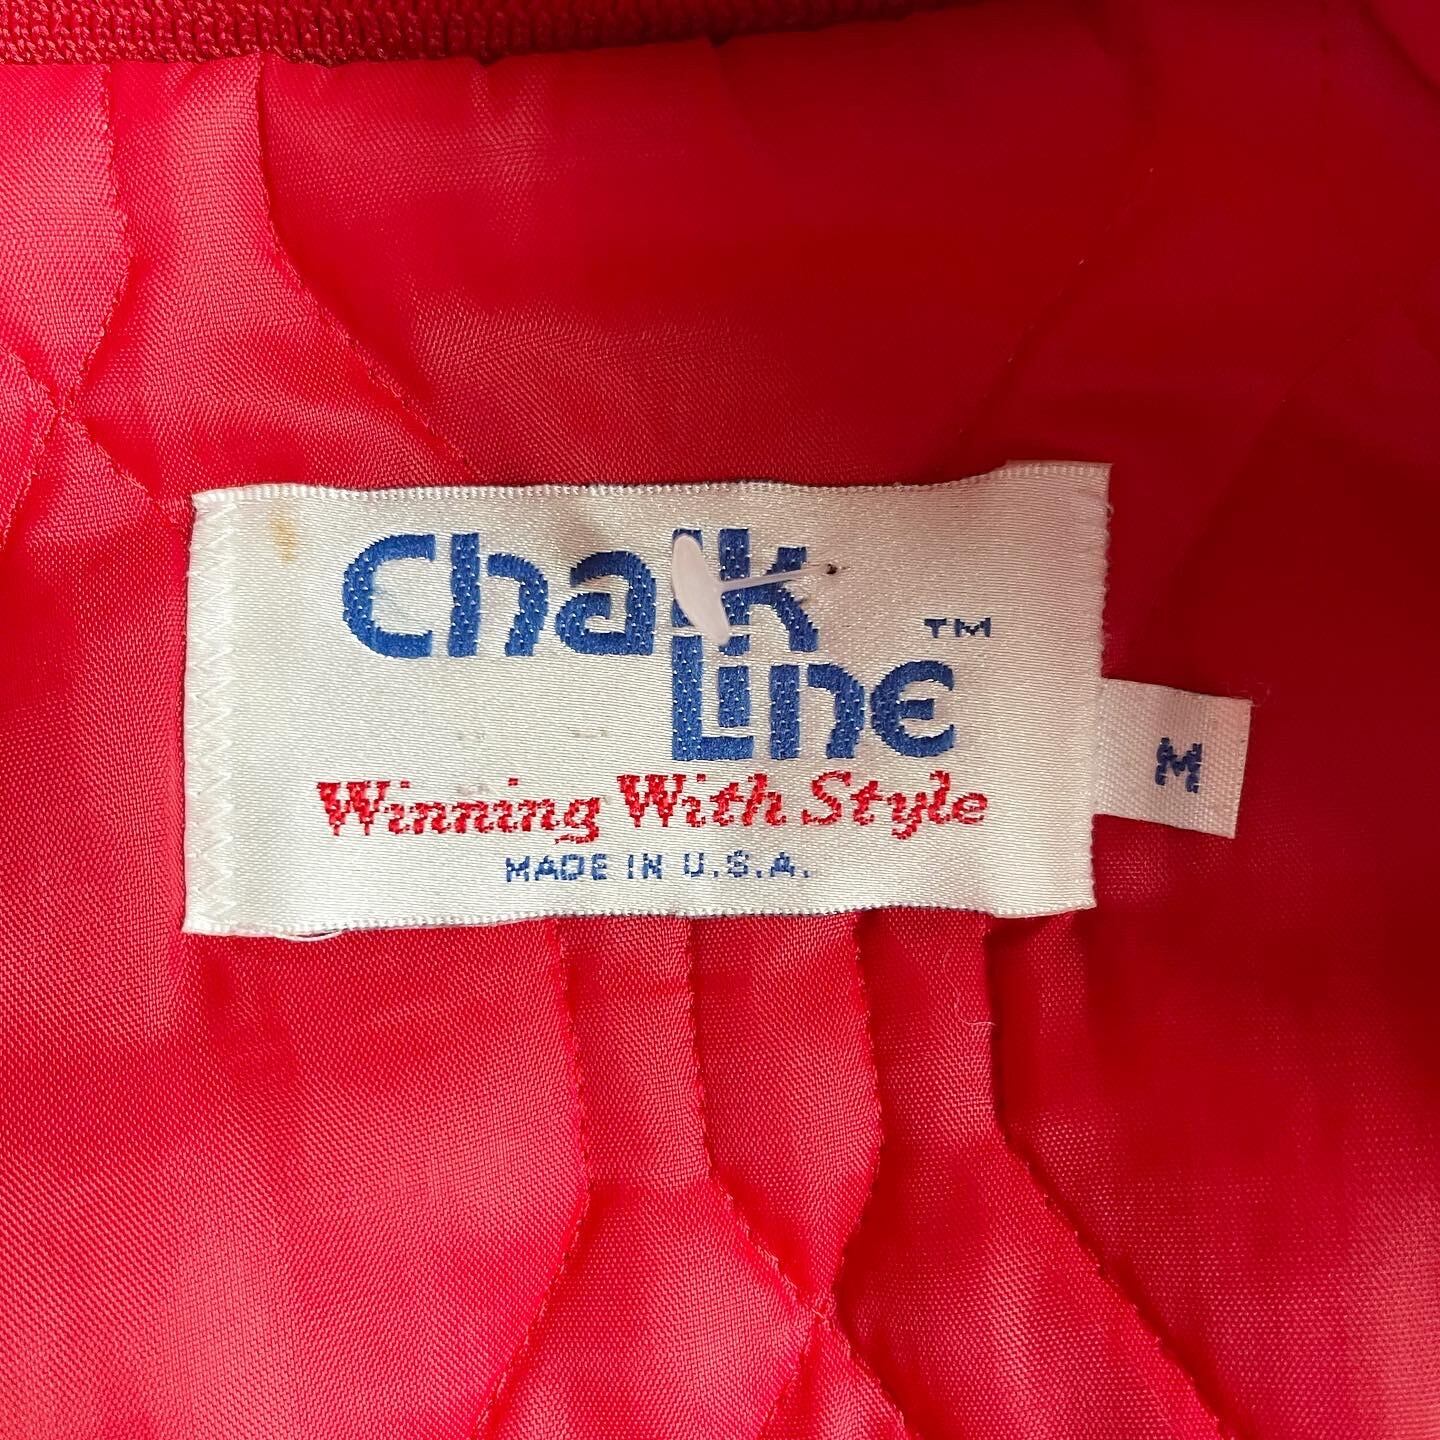 Chalk
Line
™
Winning With Style
MADE IN U.S.A.
M